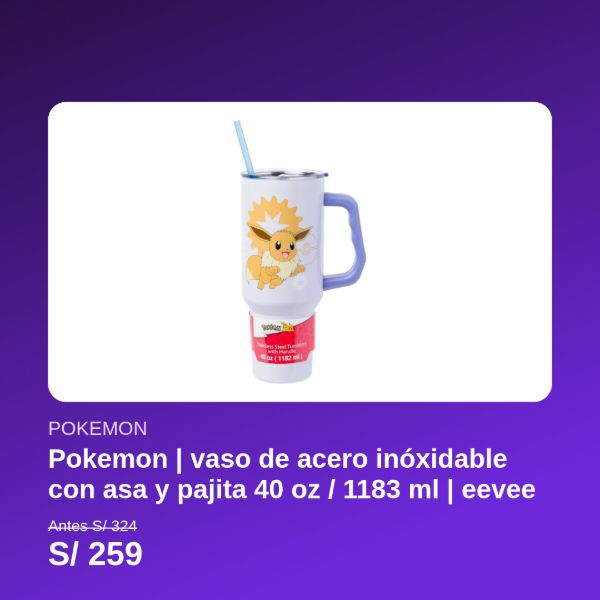 Pokémon
Stainless Steel Tumbler
with Handle
40 oz ( 1182 ml )
POKEMON
Pokemon | vaso de acero inóxidable
con asa y pajita 40 oz / 1183 ml | eevee
Antes S/ 324
S/ 259